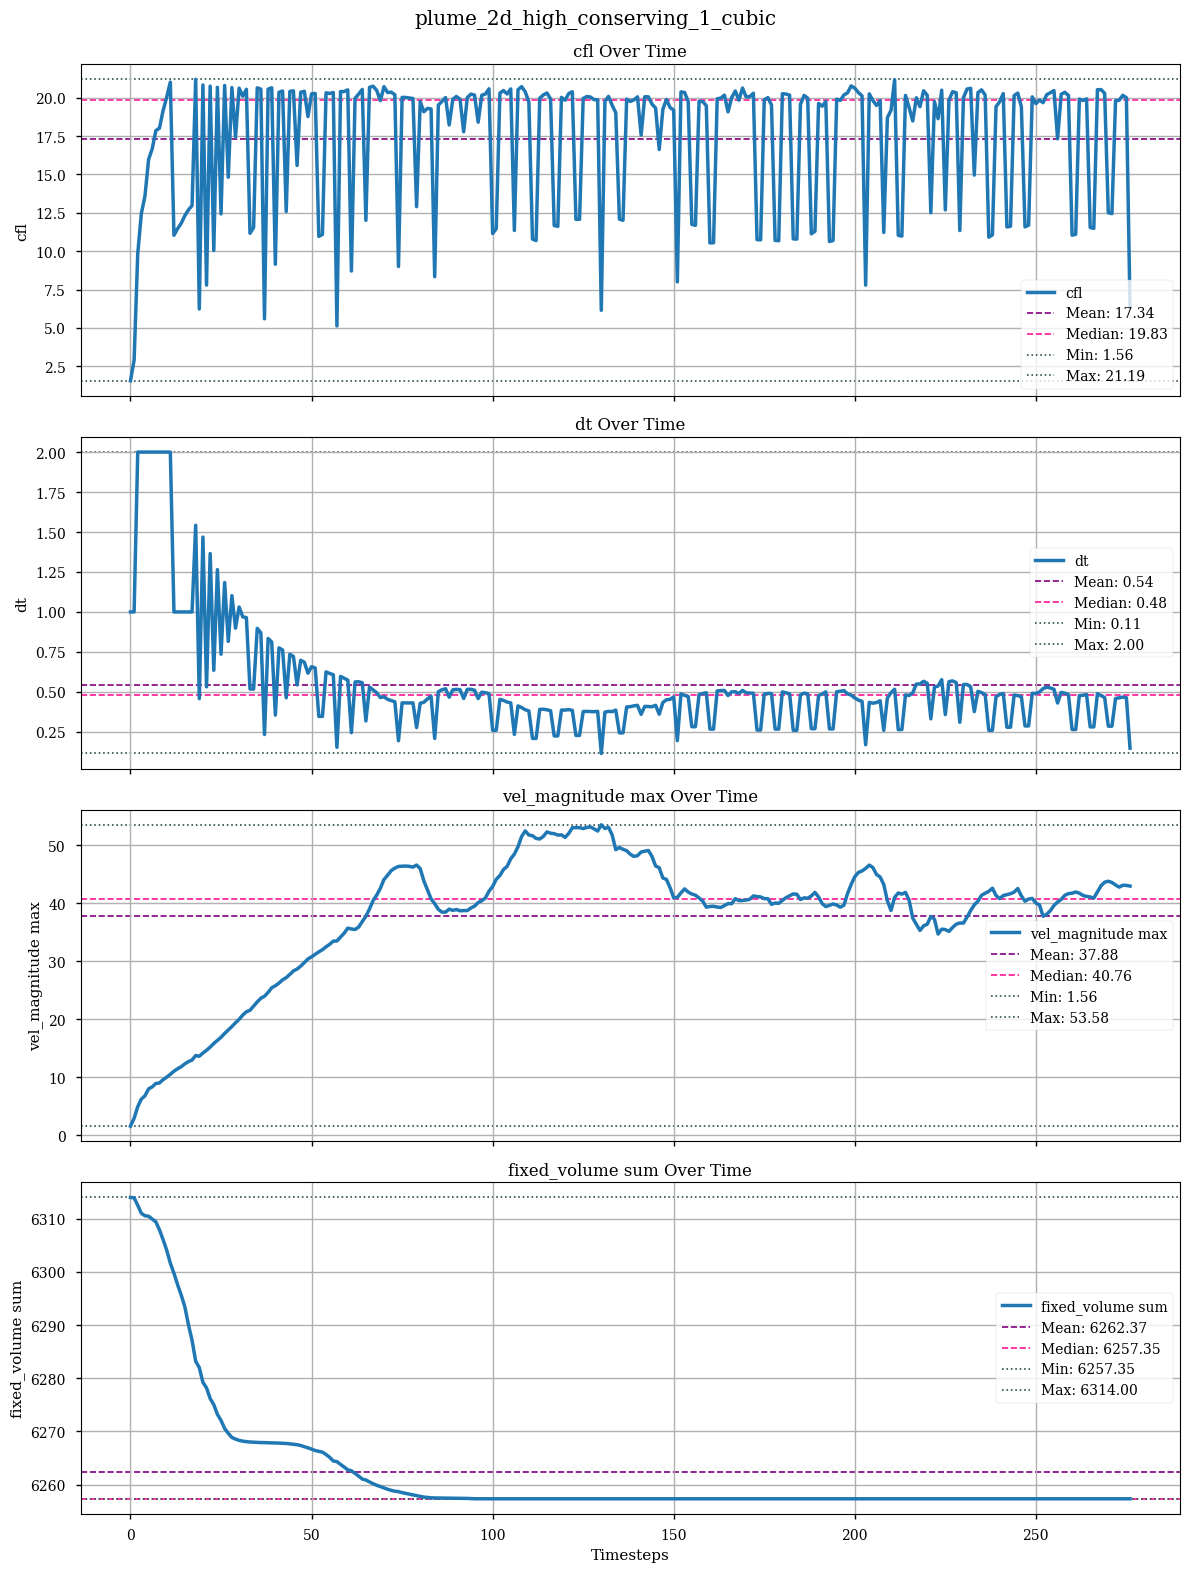 plume_2d_high_conserving_1_cubic
cfl Over Time
20.0
17.5
15.0
12.5
10.0
7.5
5.0
2.5
cfl
cfl
Mean: 17.34
Median: 19.83
Min: 1.56
Max: 21.19
dt Over Time
2.00
1.75
1.50
1.25
1.00
0.75
0.50
0.25
dt
dt
Mean: 0.54
Median: 0.48
Min: 0.11
Max: 2.00
vel_magnitude max Over Time
50
40
30
20
10
0
vel_magnitude max
vel_magnitude max
Mean: 37.88
Median: 40.76
Min: 1.56
Max: 53.58
fixed_volume sum Over Time
6310
6300
6290
6280
6270
6260
fixed_volume sum
fixed_volume sum
Mean: 6262.37
Median: 6257.35
Min: 6257.35
Max: 6314.00
0 50 100 150 200 250
Timesteps